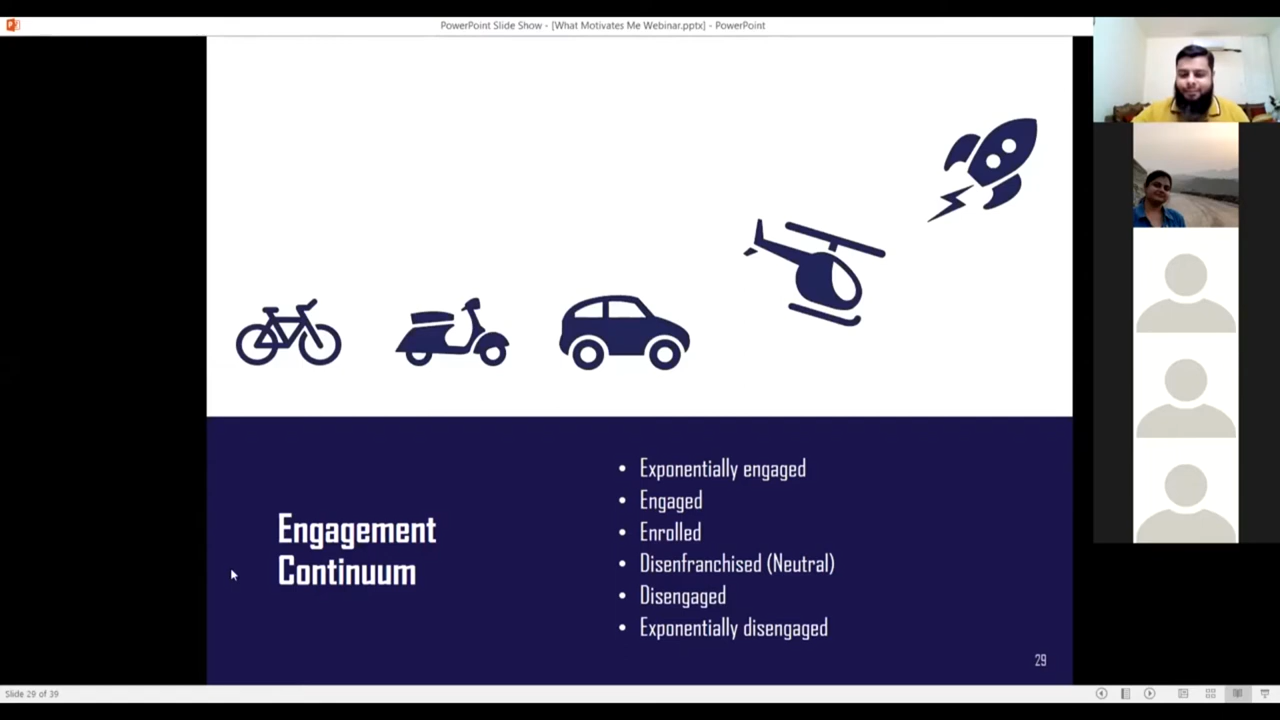 PowerPoint Slide Show - [What Motivates Me Webinar.pptx] - PowerPoint
Engagement
Continuum
• Exponentially engaged
• Engaged
• Enrolled
• Disenfranchised (Neutral)
• Disengaged
• Exponentially disengaged
29
Slide 29 of 39